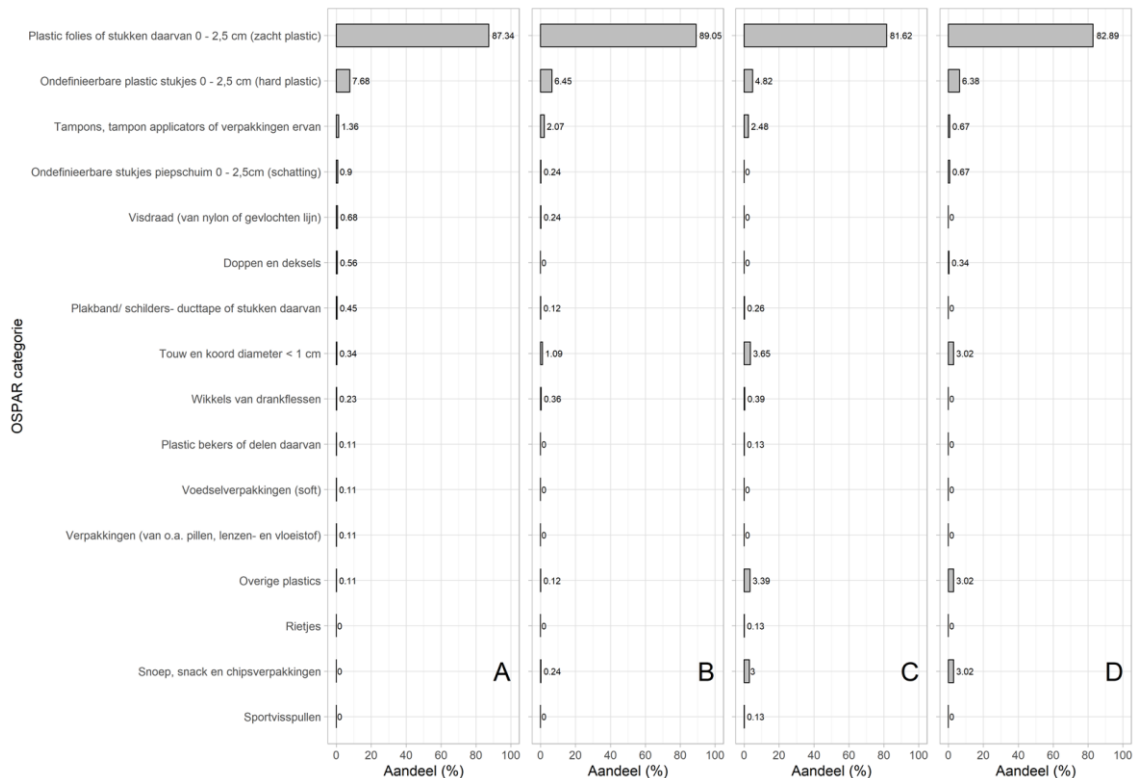 OSPAR categorie
Plastic folies of stukken daarvan 0 - 2,5 cm (zacht plastic) 87.34 89.05 81.62 82.89
Ondefinieerbare plastic stukjes 0 - 2,5 cm (hard plastic) 7.68 6.45 4.82 6.38
Tampons, tampon applicators of verpakkingen ervan 1.36 2.07 2.48 0.67
Ondefinieerbare stukjes piepschuim 0 - 2,5cm (schatting) 0.9 0.24 0 0.67
Visdraad (van nylon of gevlochten lijn) 0.68 0.24 0 0
Doppen en deksels 0.56 0 0 0.34
Plakband/ schilders- ducttape of stukken daarvan 0.45 0.12 0.26 0
Touw en koord diameter < 1 cm 0.34 1.09 3.65 3.02
Wikkels van drankflessen 0.23 0.36 0.39 0
Plastic bekers of delen daarvan 0.11 0 0.13 0
Voedselverpakkingen (soft) 0.11 0 0 0
Verpakkingen (van o.a. pillen, lenzen- en vloeistof) 0.11 0 0 0
Overige plastics 0.11 0.12 3.39 3.02
Rietjes 0 0 0.13 0
Snoep, snack en chipsverpakkingen 0 A 0.24 B 3 C 3.02 D
Sportvisspullen 0 0 0.13 0
0 20 40 60 80 100 0 20 40 60 80 100 0 20 40 60 80 100 0 20 40 60 80 100
Aandeel (%) Aandeel (%) Aandeel (%) Aandeel (%)